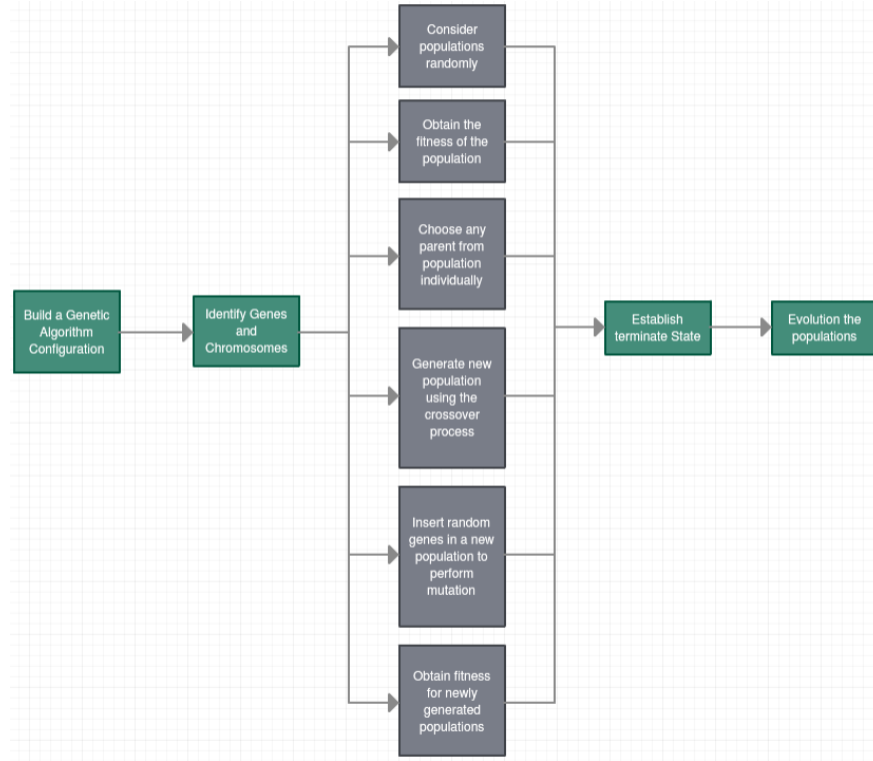 Build a Genetic
Algorithm
Configuration
Identify Genes
and
Chromosomes
Consider
populations
randomly
Obtain the
fitness of the
population
Choose any
parent from
population
individually
Generate new
population
using the
crossover
process
Insert random
genes in a new
population to
perform
mutation
Obtain fitness
for newly
generated
populations
Establish
terminate State
Evolution the
populations